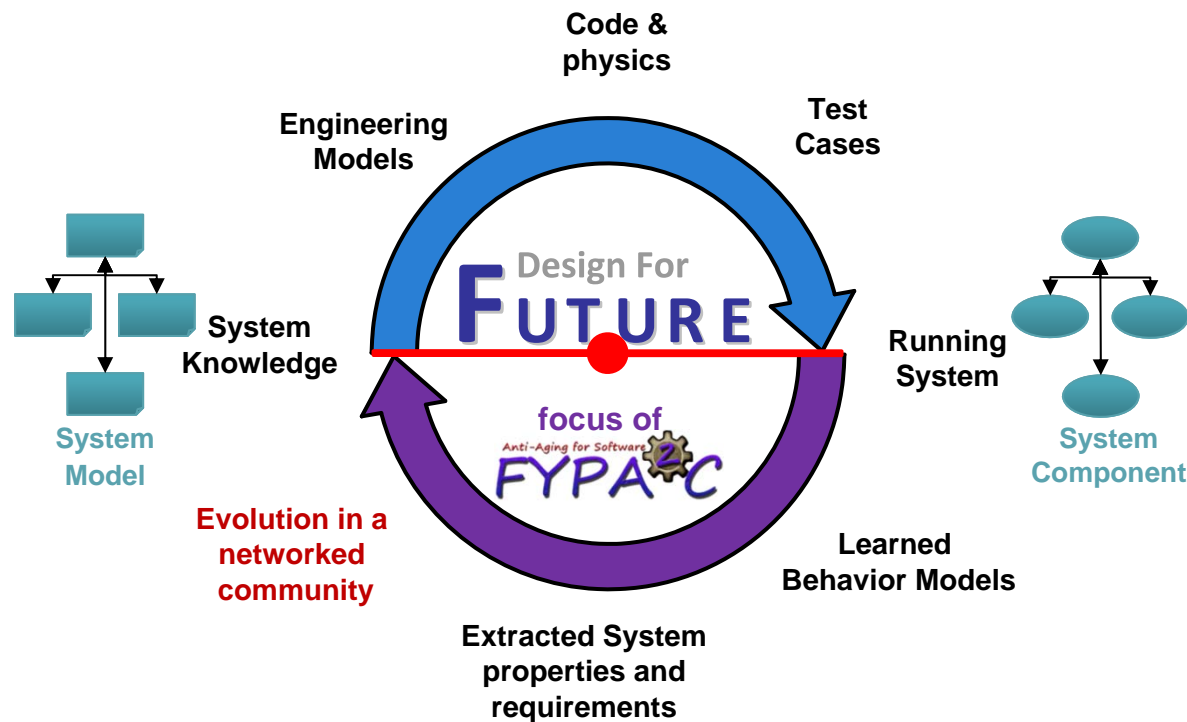 Code &
physics
Engineering
Models
Test
Cases
Design For
FUTURE
System
Knowledge
Running
System
focus of
Anti-Aging for Software
FYPA2C
System
Model
System
Component
Evolution in a
networked
community
Learned
Behavior Models
Extracted System
properties and
requirements